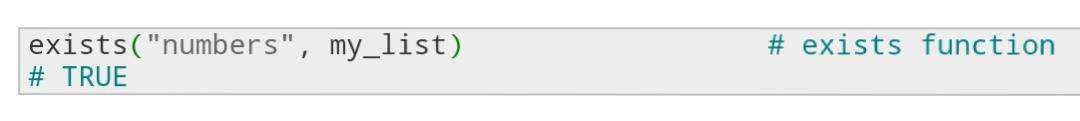 exists("numbers", my_list)                  # exists function
# TRUE